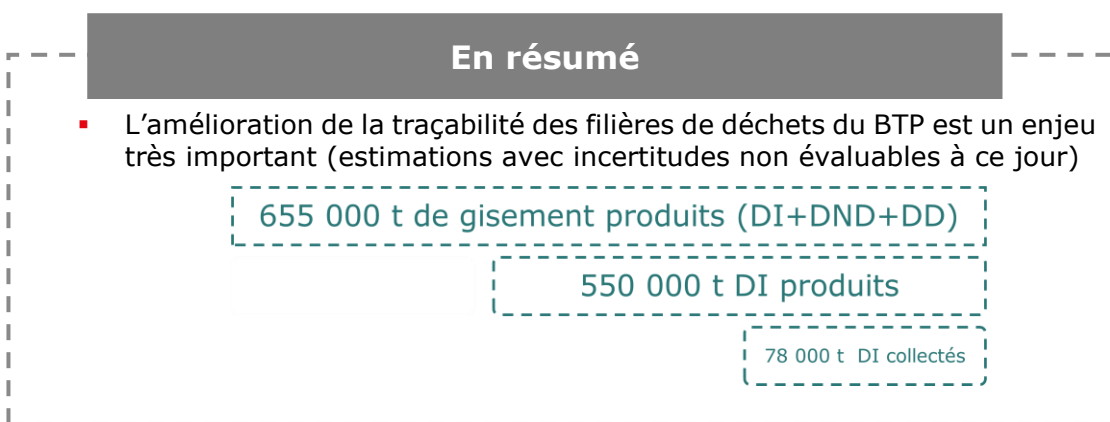 En résumé
▪ L’amélioration de la traçabilité des filières de déchets du BTP est un enjeu
très important (estimations avec incertitudes non évaluables à ce jour)
655 000 t de gisement produits (DI+DND+DD)
550 000 t DI produits
78 000 t DI collectés